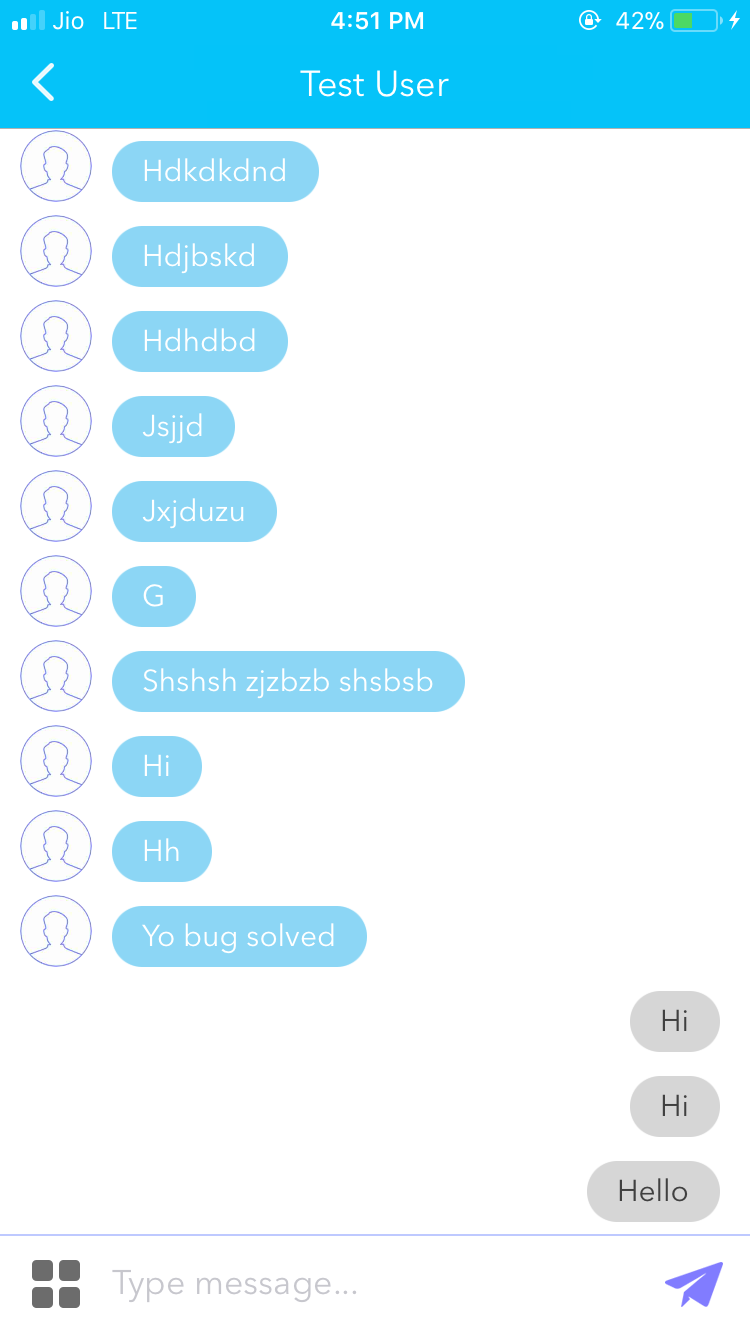 Jio LTE 4:51 PM 42%
Test User
Hdkdkdnd
Hdjbskd
Hdhdbd
Jsjjd
Jxjduzu
G
Shshsh zjzbzb shsbsb
Hi
Hh
Yo bug solved
Hi
Hi
Hello
Type message...